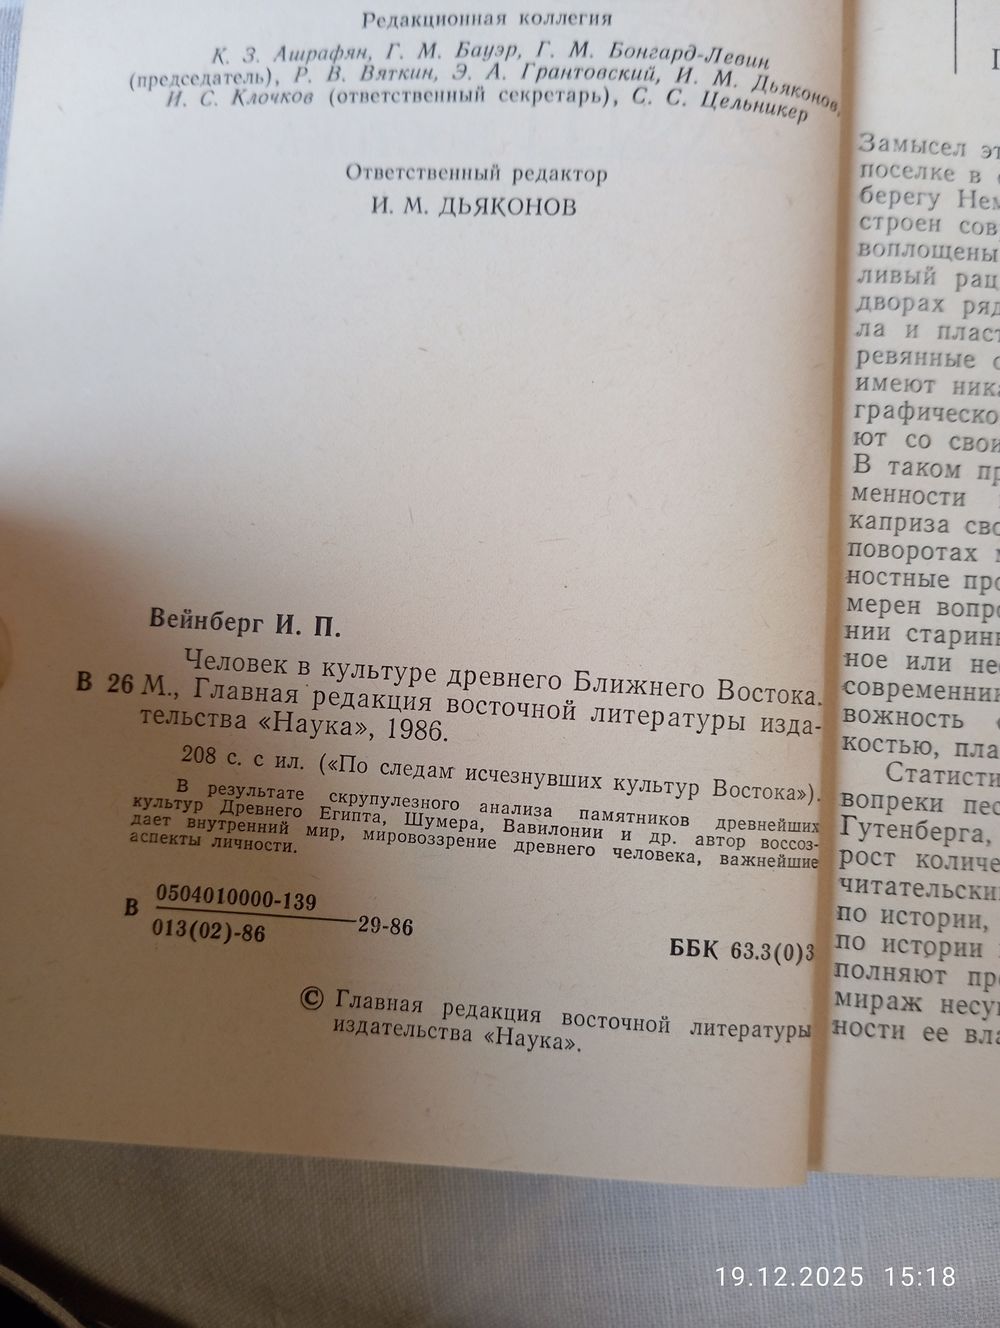 Редакционная коллегия
К. З. Ашрафян, Г. М. Бауэр, Г. М. Бонгард-Левин
(председатель), Р. В. Вяткин, Э. А. Грантовский, И. М. Дьяконов,
И. С. Клочков (ответственный секретарь), С. С. Цельникер
Ответственный редактор
И. М. ДЬЯКОНОВ
Вейнберг И. П.
Человек в культуре древнего Ближнего Востока.
В 26 М., Главная редакция восточной литературы изда-
тельства «Наука», 1986.
208 с. с ил. («По следам исчезнувших культур Востока»).
В результате скрупулезного анализа памятников древнейших
культур Древнего Египта, Шумера, Вавилонии и др. автор воссоз-
дает внутренний мир, мировоззрение древнего человека, важнейшие
аспекты личности.
В 0504010000-139
013(02)-86
29-86
ББК 63.3(0)3
© Главная редакция восточной литературы
издательства «Наука».
Замысел эт
поселке в
берегу Нем
строен сов
воплощены
ливый рац
дворах ряд
ла и пласт
ревянные с
имеют ника
графическо
ют со свои
В таком пр
менности
каприза сво
поворотах
ностные про
мерен вопро
нии старинн
ное или не
современни
вожность
костью, пла
Статисти
вопреки пес
Гутенберга,
рост количе
читательски
по истории,
по истории
полняют пр
мираж несу
ности ее вла
19.12.2025 15:18